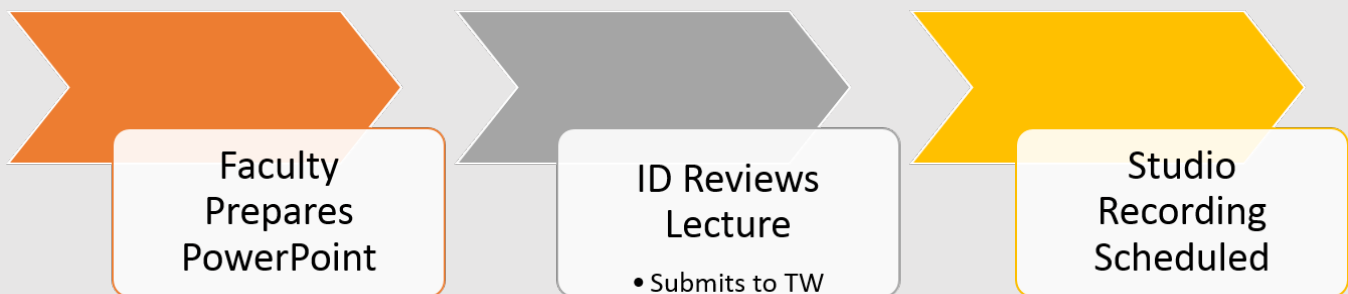 Faculty
Prepares
PowerPoint
ID Reviews
Lecture
• Submits to TW
Studio
Recording
Scheduled